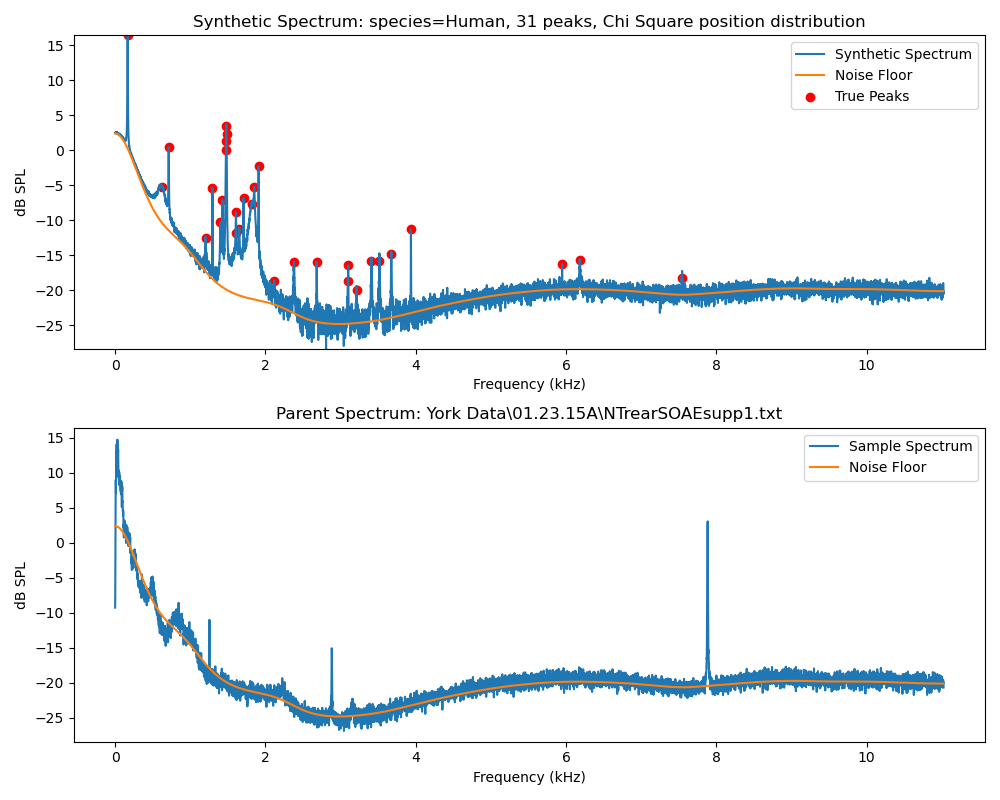 Synthetic Spectrum: species=Human, 31 peaks, Chi Square position distribution
15
10
5
0
−5
−10
−15
−20
−25
dB SPL
Synthetic Spectrum
Noise Floor
True Peaks
0 2 4 6 8 10
Frequency (kHz)
Parent Spectrum: York Data\01.23.15A\NTrearSOAEsupp1.txt
15
10
5
0
−5
−10
−15
−20
−25
dB SPL
Sample Spectrum
Noise Floor
0 2 4 6 8 10
Frequency (kHz)